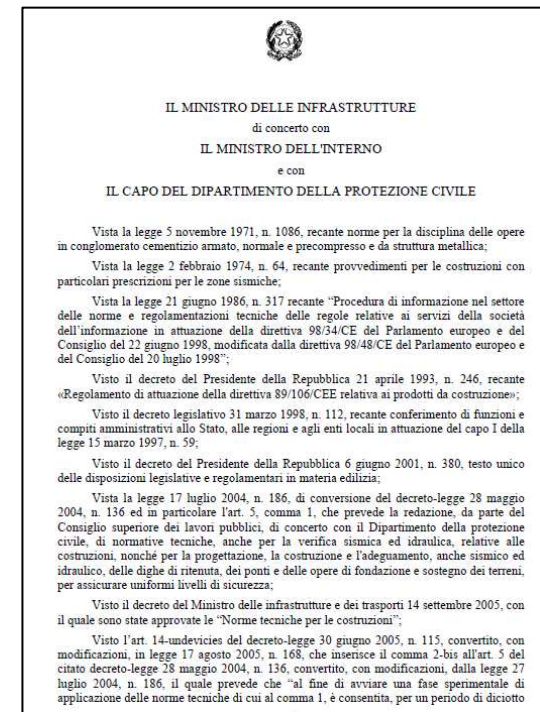 IL MINISTRO DELLE INFRASTRUTTURE
di concerto con
IL MINISTRO DELL'INTERNO
e con
IL CAPO DEL DIPARTIMENTO DELLA PROTEZIONE CIVILE
Vista la legge 5 novembre 1971, n. 1086, recante norme per la disciplina delle opere
in conglomerato cementizio armato, normale e precompresso e da struttura metallica;
Vista la legge 2 febbraio 1974, n. 64, recante provvedimenti per le costruzioni con
particolari prescrizioni per le zone sismiche;
Vista la legge 21 giugno 1986, n. 317 recante “Procedura di informazione nel settore
delle norme e regolamentazioni tecniche delle regole relative ai servizi della società
dell’informazione in attuazione della direttiva 98/34/CE del Parlamento europeo e del
Consiglio del 22 giugno 1998, modificata dalla direttiva 98/48/CE del Parlamento europeo e
del Consiglio del 20 luglio 1998”;
Visto il decreto del Presidente della Repubblica 21 aprile 1993, n. 246, recante
«Regolamento di attuazione della direttiva 89/106/CEE relativa ai prodotti da costruzione»;
Visto il decreto legislativo 31 marzo 1998, n. 112, recante conferimento di funzioni e
compiti amministrativi allo Stato, alle regioni e agli enti locali in attuazione del capo I della
legge 15 marzo 1997, n. 59;
Visto il decreto del Presidente della Repubblica 6 giugno 2001, n. 380, testo unico
delle disposizioni legislative e regolamentari in materia edilizia;
Vista la legge 17 luglio 2004, n. 186, di conversione del decreto-legge 28 maggio
2004, n. 136 ed in particolare l'art. 5, comma 1, che prevede la redazione, da parte del
Consiglio superiore dei lavori pubblici, di concerto con il Dipartimento della protezione
civile, di normative tecniche, anche per la verifica sismica ed idraulica, relative alle
costruzioni, nonché per la progettazione, la costruzione e l'adeguamento, anche sismico ed
idraulico, delle dighe di ritenuta, dei ponti e delle opere di fondazione e sostegno dei terreni,
per assicurare uniformi livelli di sicurezza;
Visto il decreto del Ministro delle infrastrutture e dei trasporti 14 settembre 2005, con
il quale sono state approvate le “Norme tecniche per le costruzioni”;
Visto l’art. 14-undevicies del decreto-legge 30 giugno 2005, n. 115, convertito, con
modificazioni, in legge 17 agosto 2005, n. 168, che inserisce il comma 2-bis all'art. 5 del
citato decreto-legge 28 maggio 2004, n. 136, convertito, con modificazioni, dalla legge 27
luglio 2004, n. 186, il quale prevede che “al fine di avviare una fase sperimentale di
applicazione delle norme tecniche di cui al comma 1, è consentita, per un periodo di diciotto